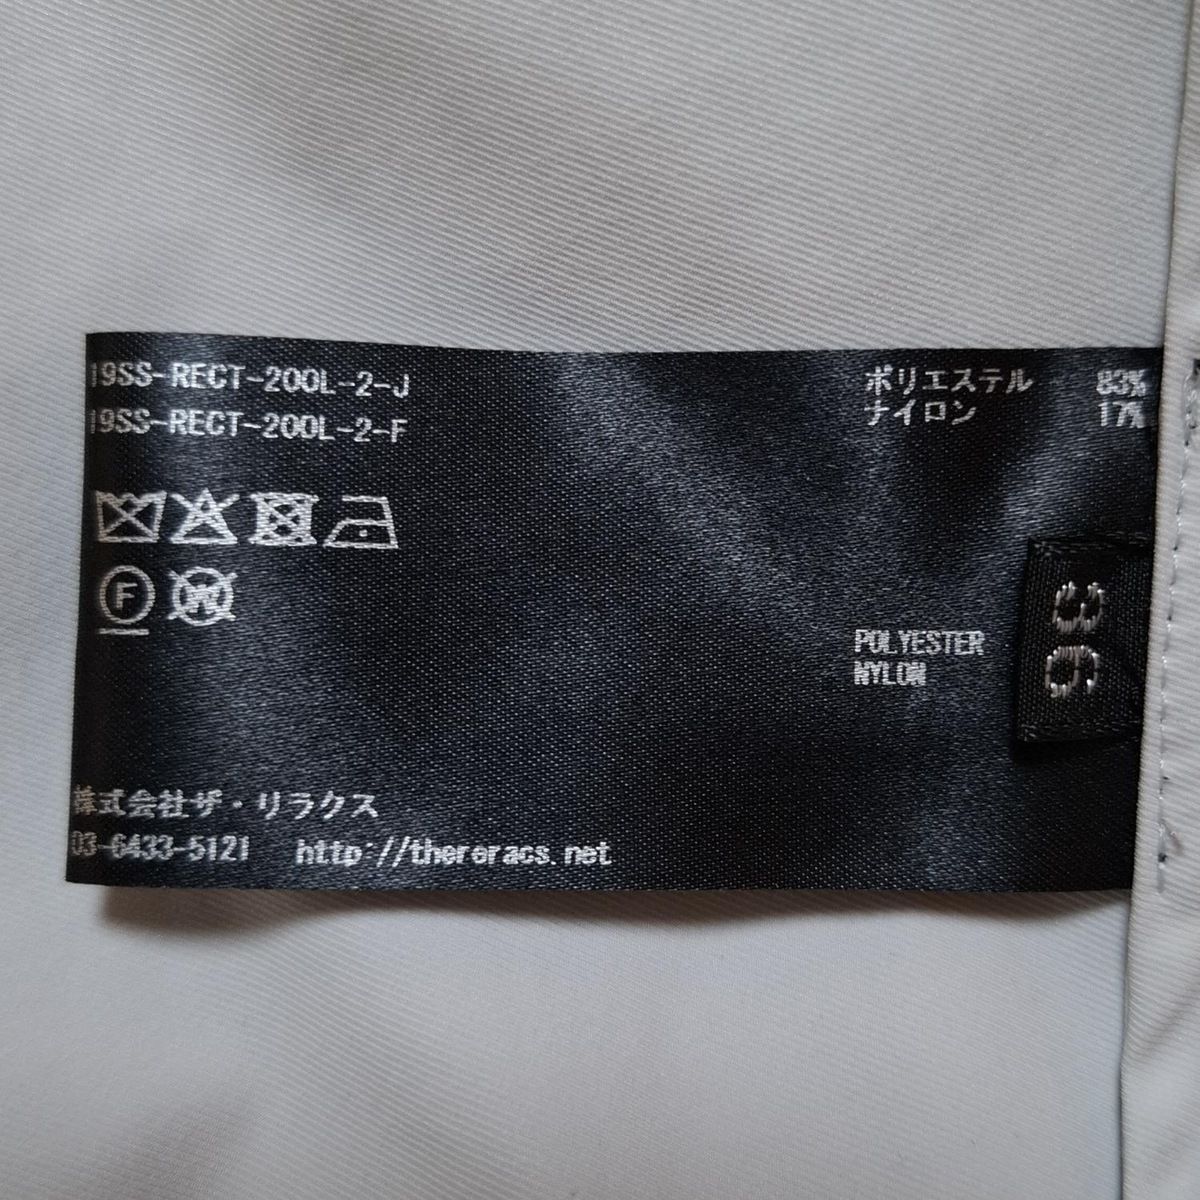 19SS-RECT-200L-2-J
19SS-RECT-200L-2-F
ポリエステル 83%
ナイロン 17%
F
W
POLYESTER
NYLON
36
株式会社ザ・リラクス
03-6433-5121 http://thereracs.net